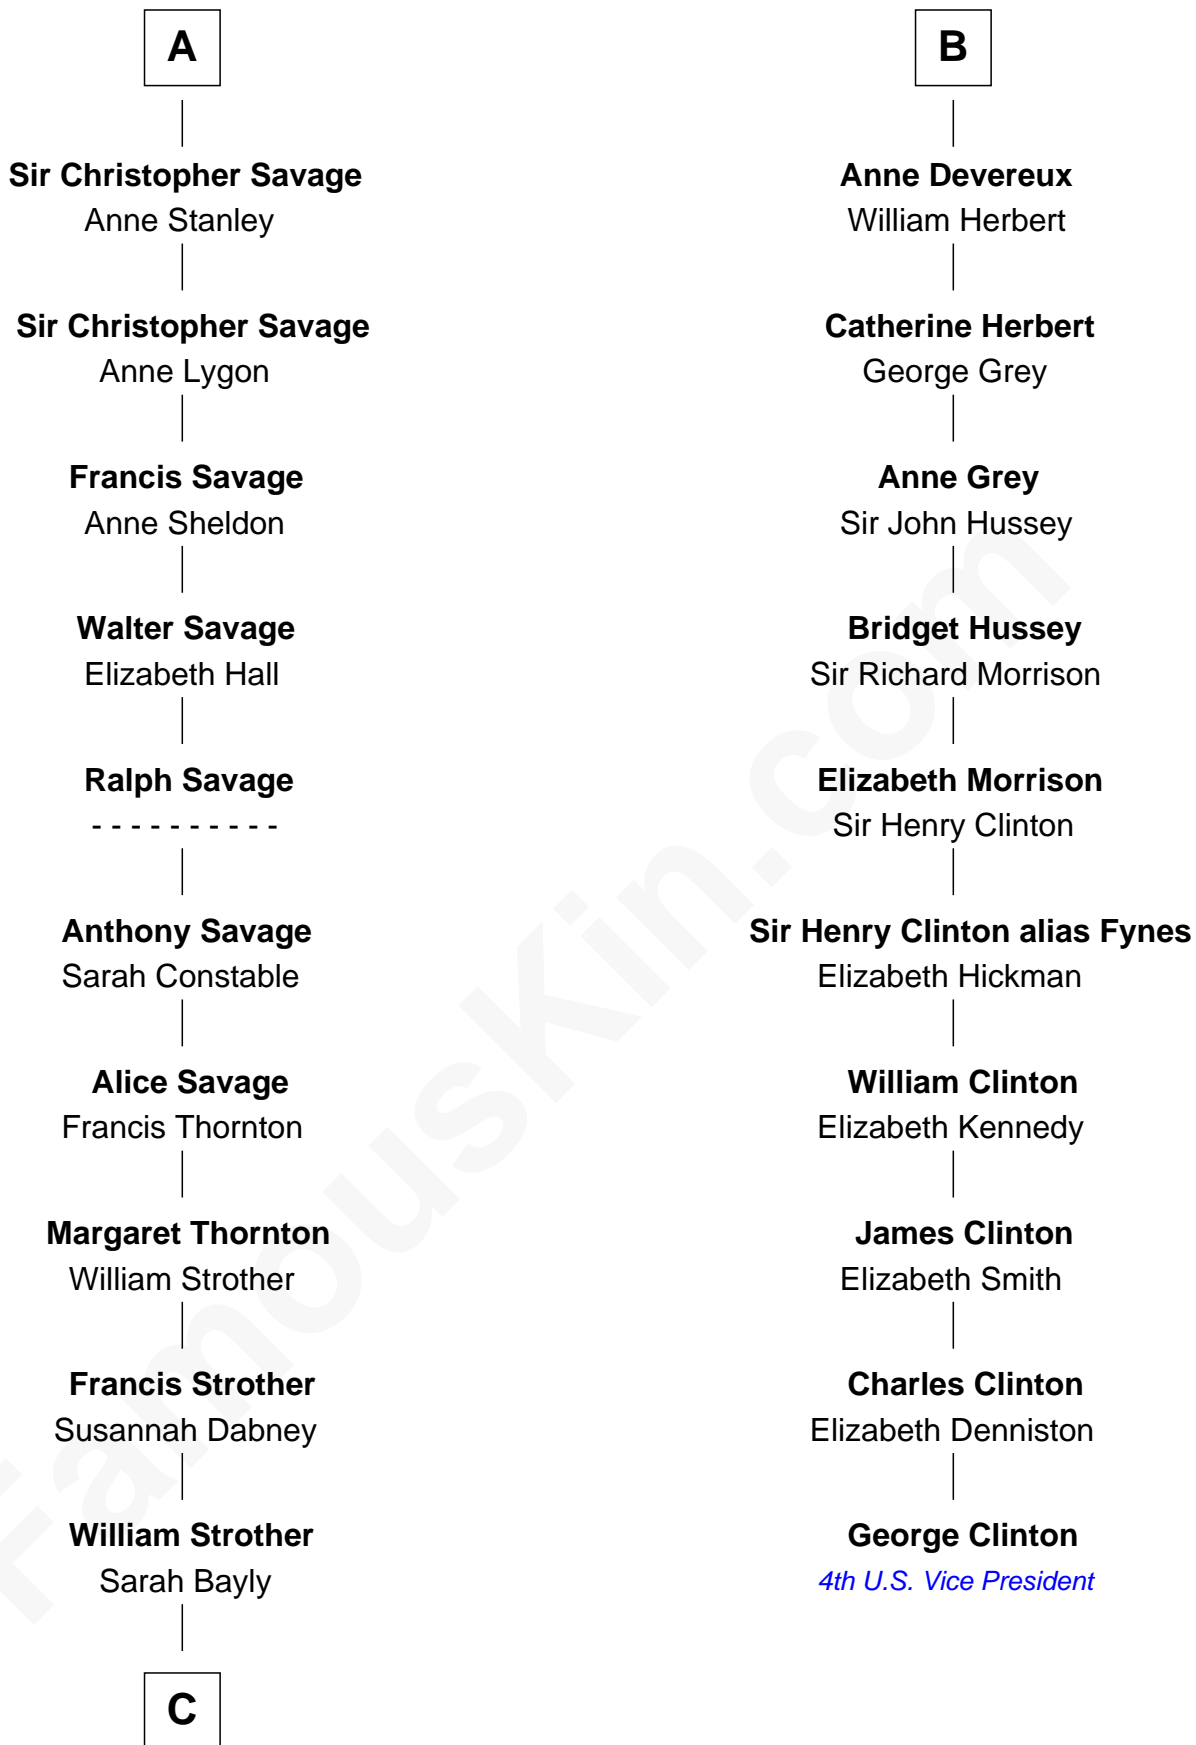 A
Sir Christopher Savage
Anne Stanley
Sir Christopher Savage
Anne Lygon
Francis Savage
Anne Sheldon
Walter Savage
Elizabeth Hall
Ralph Savage
- - - - - - - - - -
Anthony Savage
Sarah Constable
Alice Savage
Francis Thornton
Margaret Thornton
William Strother
Francis Strother
Susannah Dabney
William Strother
Sarah Bayly
C
B
Anne Devereux
William Herbert
Catherine Herbert
George Grey
Anne Grey
Sir John Hussey
Bridget Hussey
Sir Richard Morrison
Elizabeth Morrison
Sir Henry Clinton
Sir Henry Clinton alias Fynes
Elizabeth Hickman
William Clinton
Elizabeth Kennedy
James Clinton
Elizabeth Smith
Charles Clinton
Elizabeth Denniston
George Clinton
4th U.S. Vice President
FamousKin.com